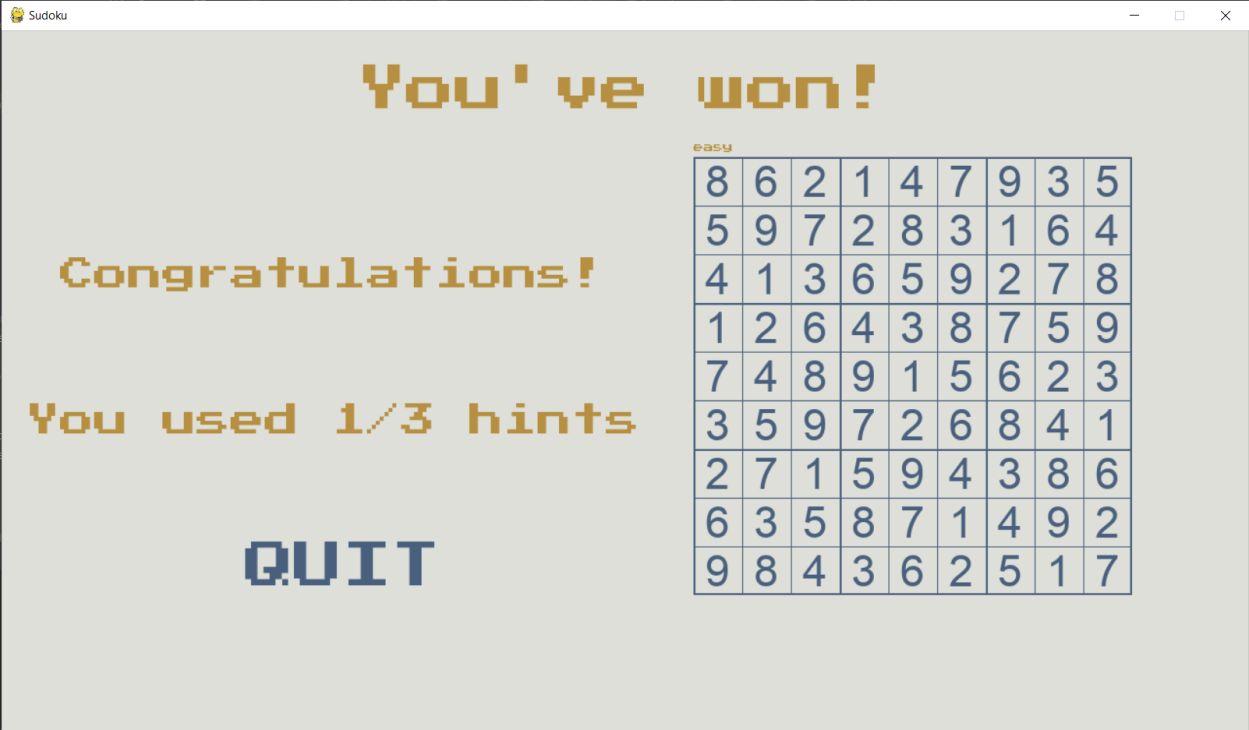 Sudoku
You've won!
easy
8 6 2 1 4 7 9 3 5
5 9 7 2 8 3 1 6 4
4 1 3 6 5 9 2 7 8
1 2 6 4 3 8 7 5 9
7 4 8 9 1 5 6 2 3
3 5 9 7 2 6 8 4 1
2 7 1 5 9 4 3 8 6
6 3 5 8 7 1 4 9 2
9 8 4 3 6 2 5 1 7
Congratulations!
You used 1/3 hints
QUIT